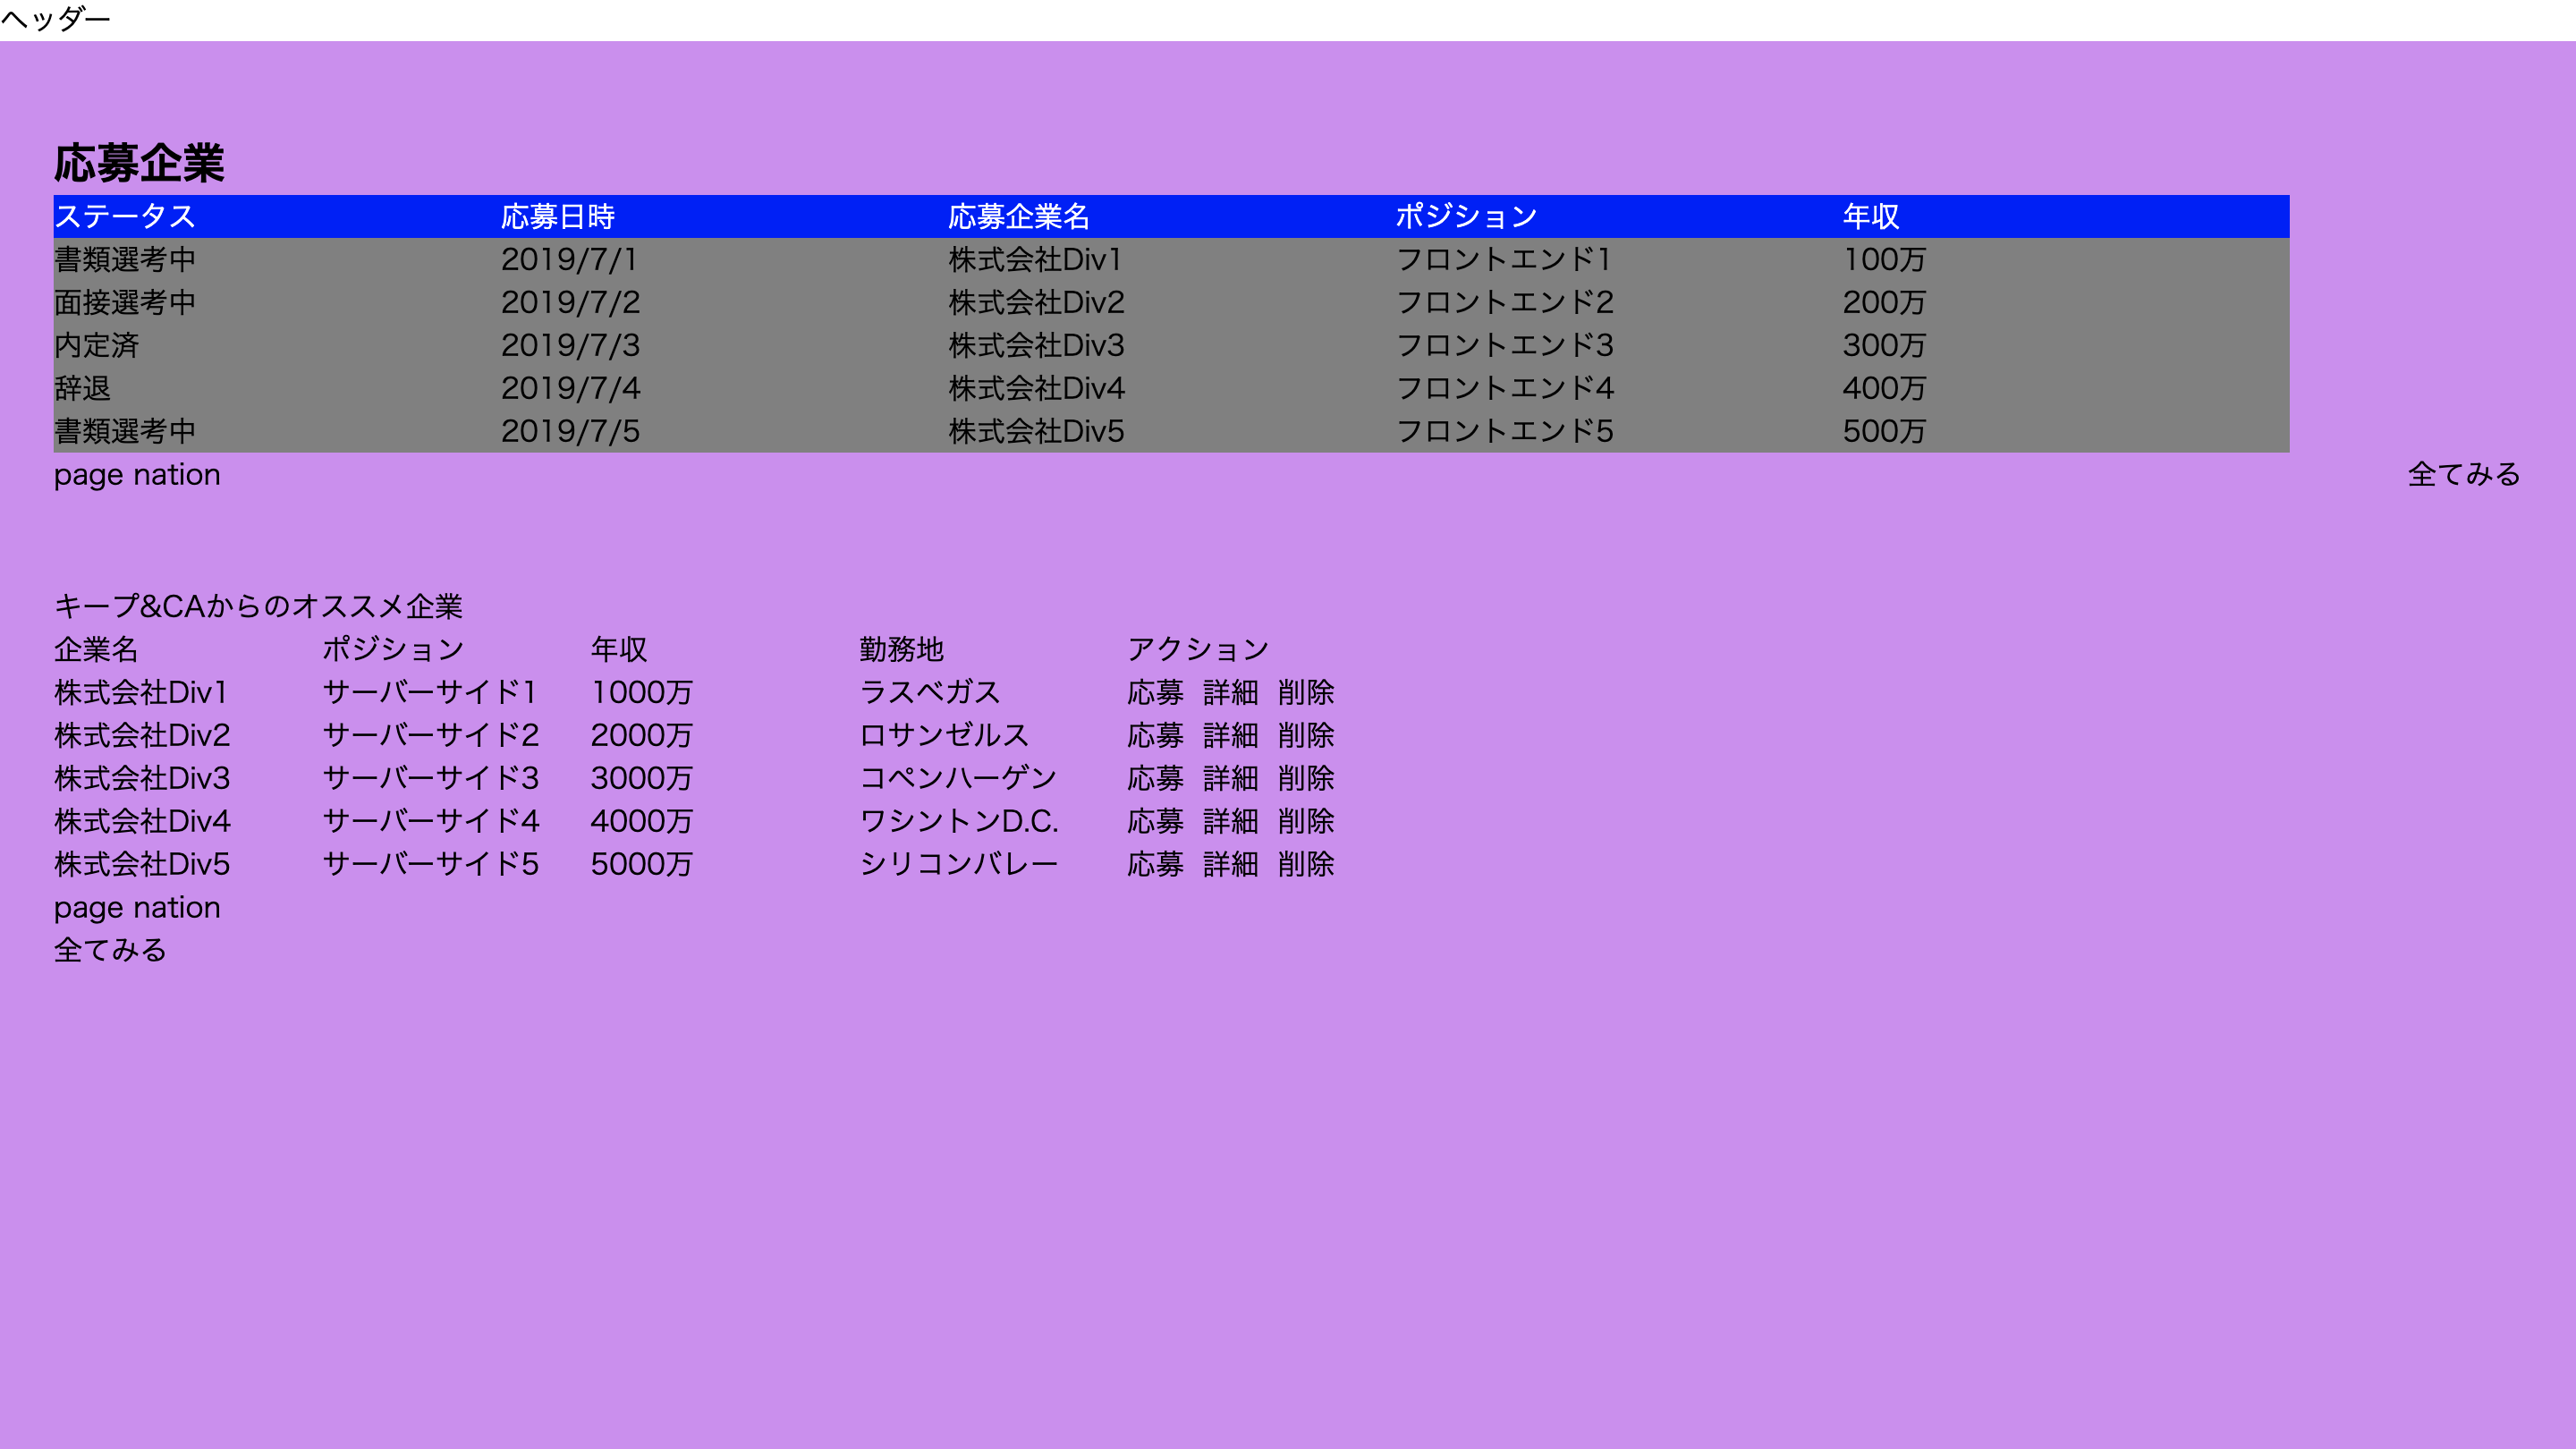 ヘッダー
応募企業
ステータス 応募日時 応募企業名 ポジション 年収
書類選考中 2019/7/1 株式会社Div1 フロントエンド1 100万
面接選考中 2019/7/2 株式会社Div2 フロントエンド2 200万
内定済 2019/7/3 株式会社Div3 フロントエンド3 300万
辞退 2019/7/4 株式会社Div4 フロントエンド4 400万
書類選考中 2019/7/5 株式会社Div5 フロントエンド5 500万
page nation 全てみる
キープ&CAからのオススメ企業
企業名 ポジション 年収 勤務地 アクション
株式会社Div1 サーバーサイド1 1000万 ラスベガス 応募 詳細 削除
株式会社Div2 サーバーサイド2 2000万 ロサンゼルス 応募 詳細 削除
株式会社Div3 サーバーサイド3 3000万 コペンハーゲン 応募 詳細 削除
株式会社Div4 サーバーサイド4 4000万 ワシントンD.C. 応募 詳細 削除
株式会社Div5 サーバーサイド5 5000万 シリコンバレー 応募 詳細 削除
page nation
全てみる